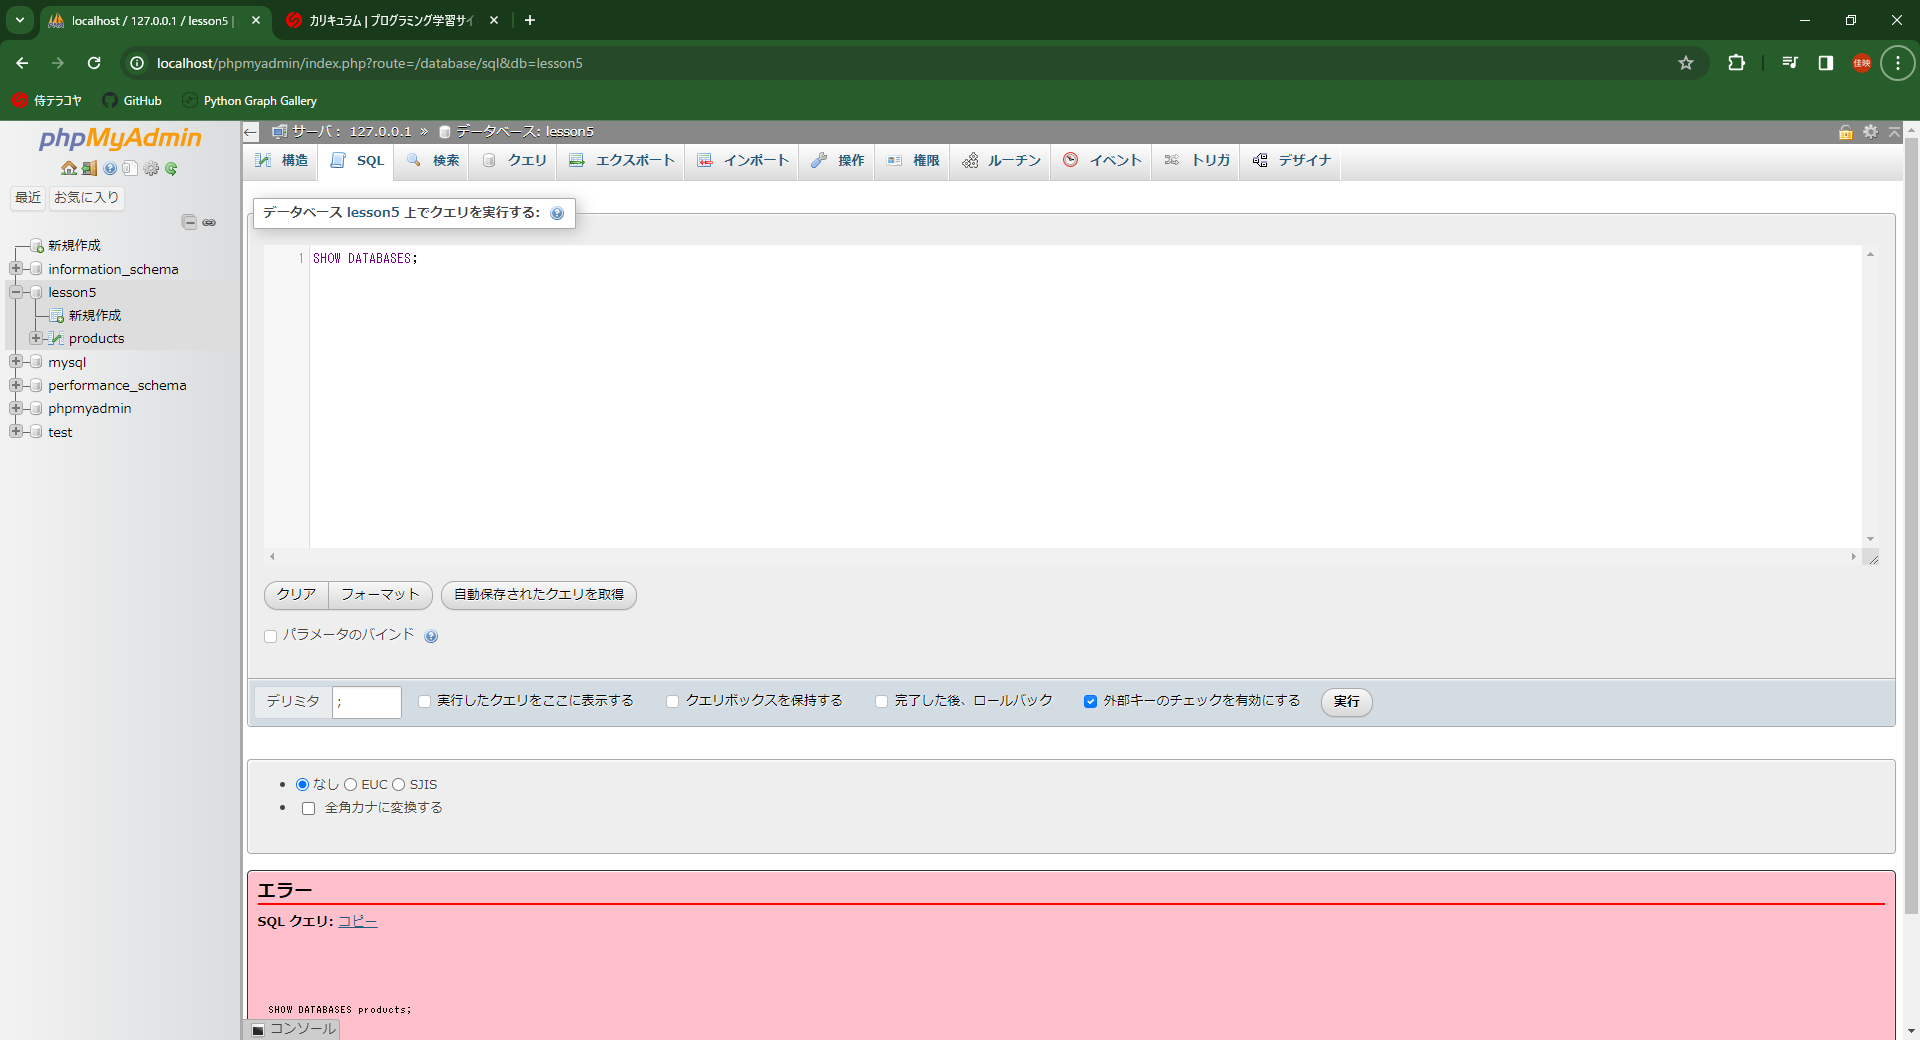 localhost / 127.0.0.1 / lesson5 |
カリキュラム | プログラミング学習サイ
localhost/phpmyadmin/index.php?route=/database/sql&db=lesson5
佳映
侍テラコヤ
GitHub
Python Graph Gallery
phpMyAdmin
最近
お気に入り
新規作成
information_schema
lesson5
新規作成
products
mysql
performance_schema
phpmyadmin
test
サーバ: 127.0.0.1 » データベース: lesson5
構造
SQL
検索
クエリ
エクスポート
インポート
操作
権限
ルーチン
イベント
トリガ
デザイナ
データベース lesson5 上でクエリを実行する:
1 SHOW DATABASES;
クリア
フォーマット
自動保存されたクエリを取得
パラメータのバインド
デリミタ ;
実行したクエリをここに表示する
クエリボックスを保持する
完了した後、ロールバック
外部キーのチェックを有効にする
実行
なし EUC SJIS
全角カナに変換する
エラー
SQL クエリ: コピー
SHOW DATABASES products;
コンソール